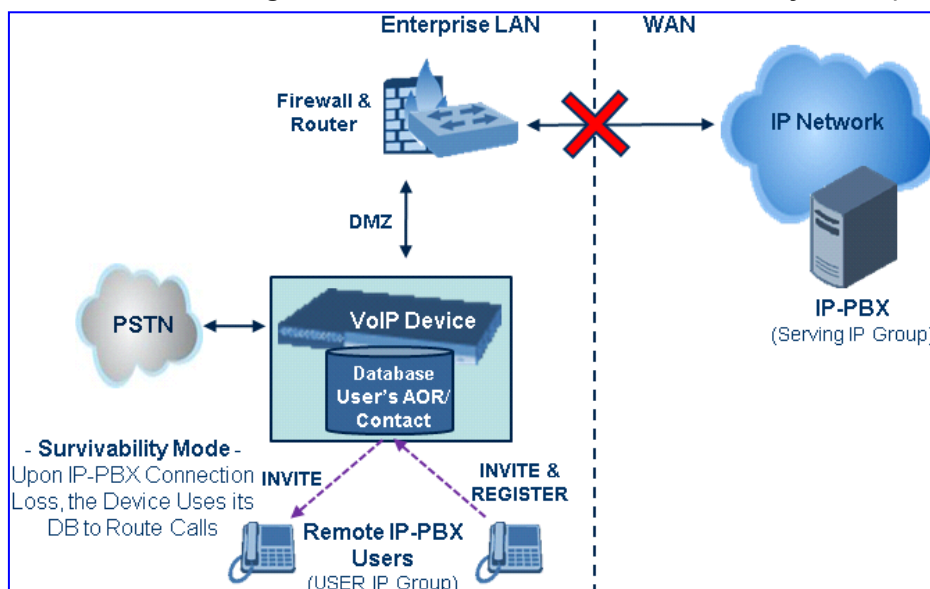 Enterprise LAN
WAN
Firewall &
Router
IP Network
DMZ
IP-PBX
(Serving IP Group)
PSTN
VoIP Device
Database
User's AOR/
Contact
- Survivability Mode -
Upon IP-PBX Connection
Loss, the Device Uses its
DB to Route Calls
INVITE
INVITE &
REGISTER
Remote IP-PBX
Users
(USER IP Group)